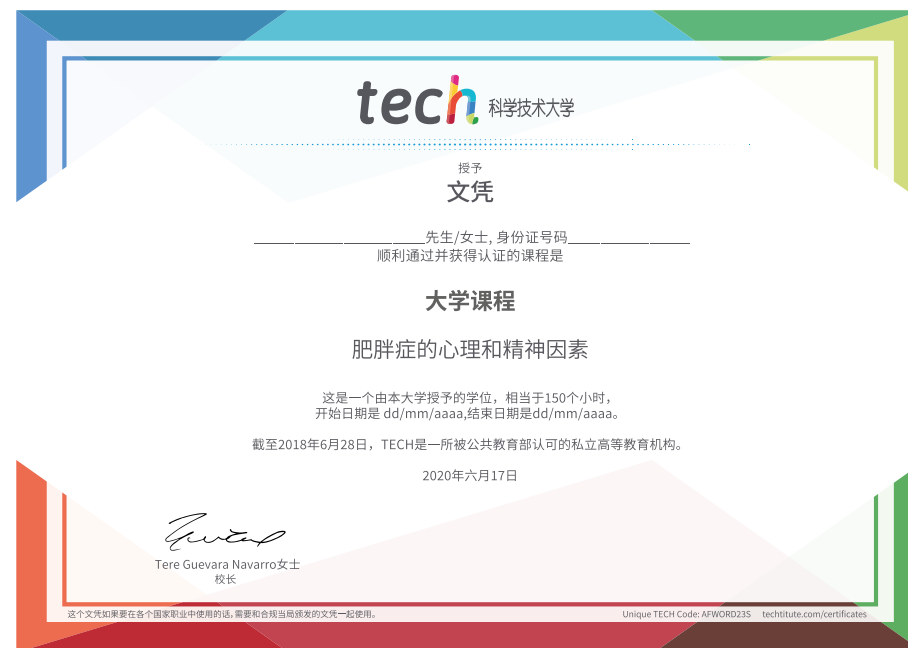 tech 科学技术大学
授予
文凭
________________________先生/女士, 身份证号码_________________
顺利通过并获得认证的课程是
大学课程
肥胖症的心理和精神因素
这是一个由本大学授予的学位，相当于150个小时，
开始日期是 dd/mm/aaaa,结束日期是dd/mm/aaaa。
截至2018年6月28日，TECH是一所被公共教育部认可的私立高等教育机构。
2020年六月17日
Tere Guevara Navarro女士
校长
这个文凭如果要在各个国家职业中使用的话,需要和合规当局颁发的文凭一起使用。
Unique TECH Code: AFWORD23S techtitute.com/certificates